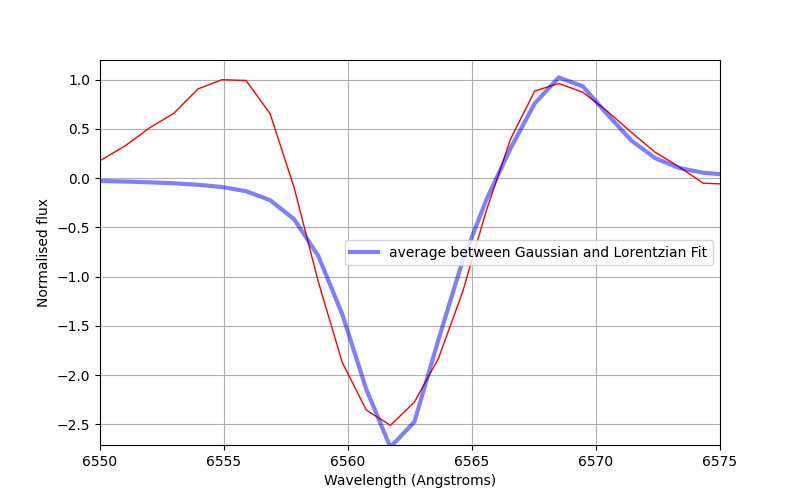 1.0
0.5
0.0
−0.5
−1.0
−1.5
−2.0
−2.5
Normalised flux
average between Gaussian and Lorentzian Fit
6550 6555 6560 6565 6570 6575
Wavelength (Angstroms)